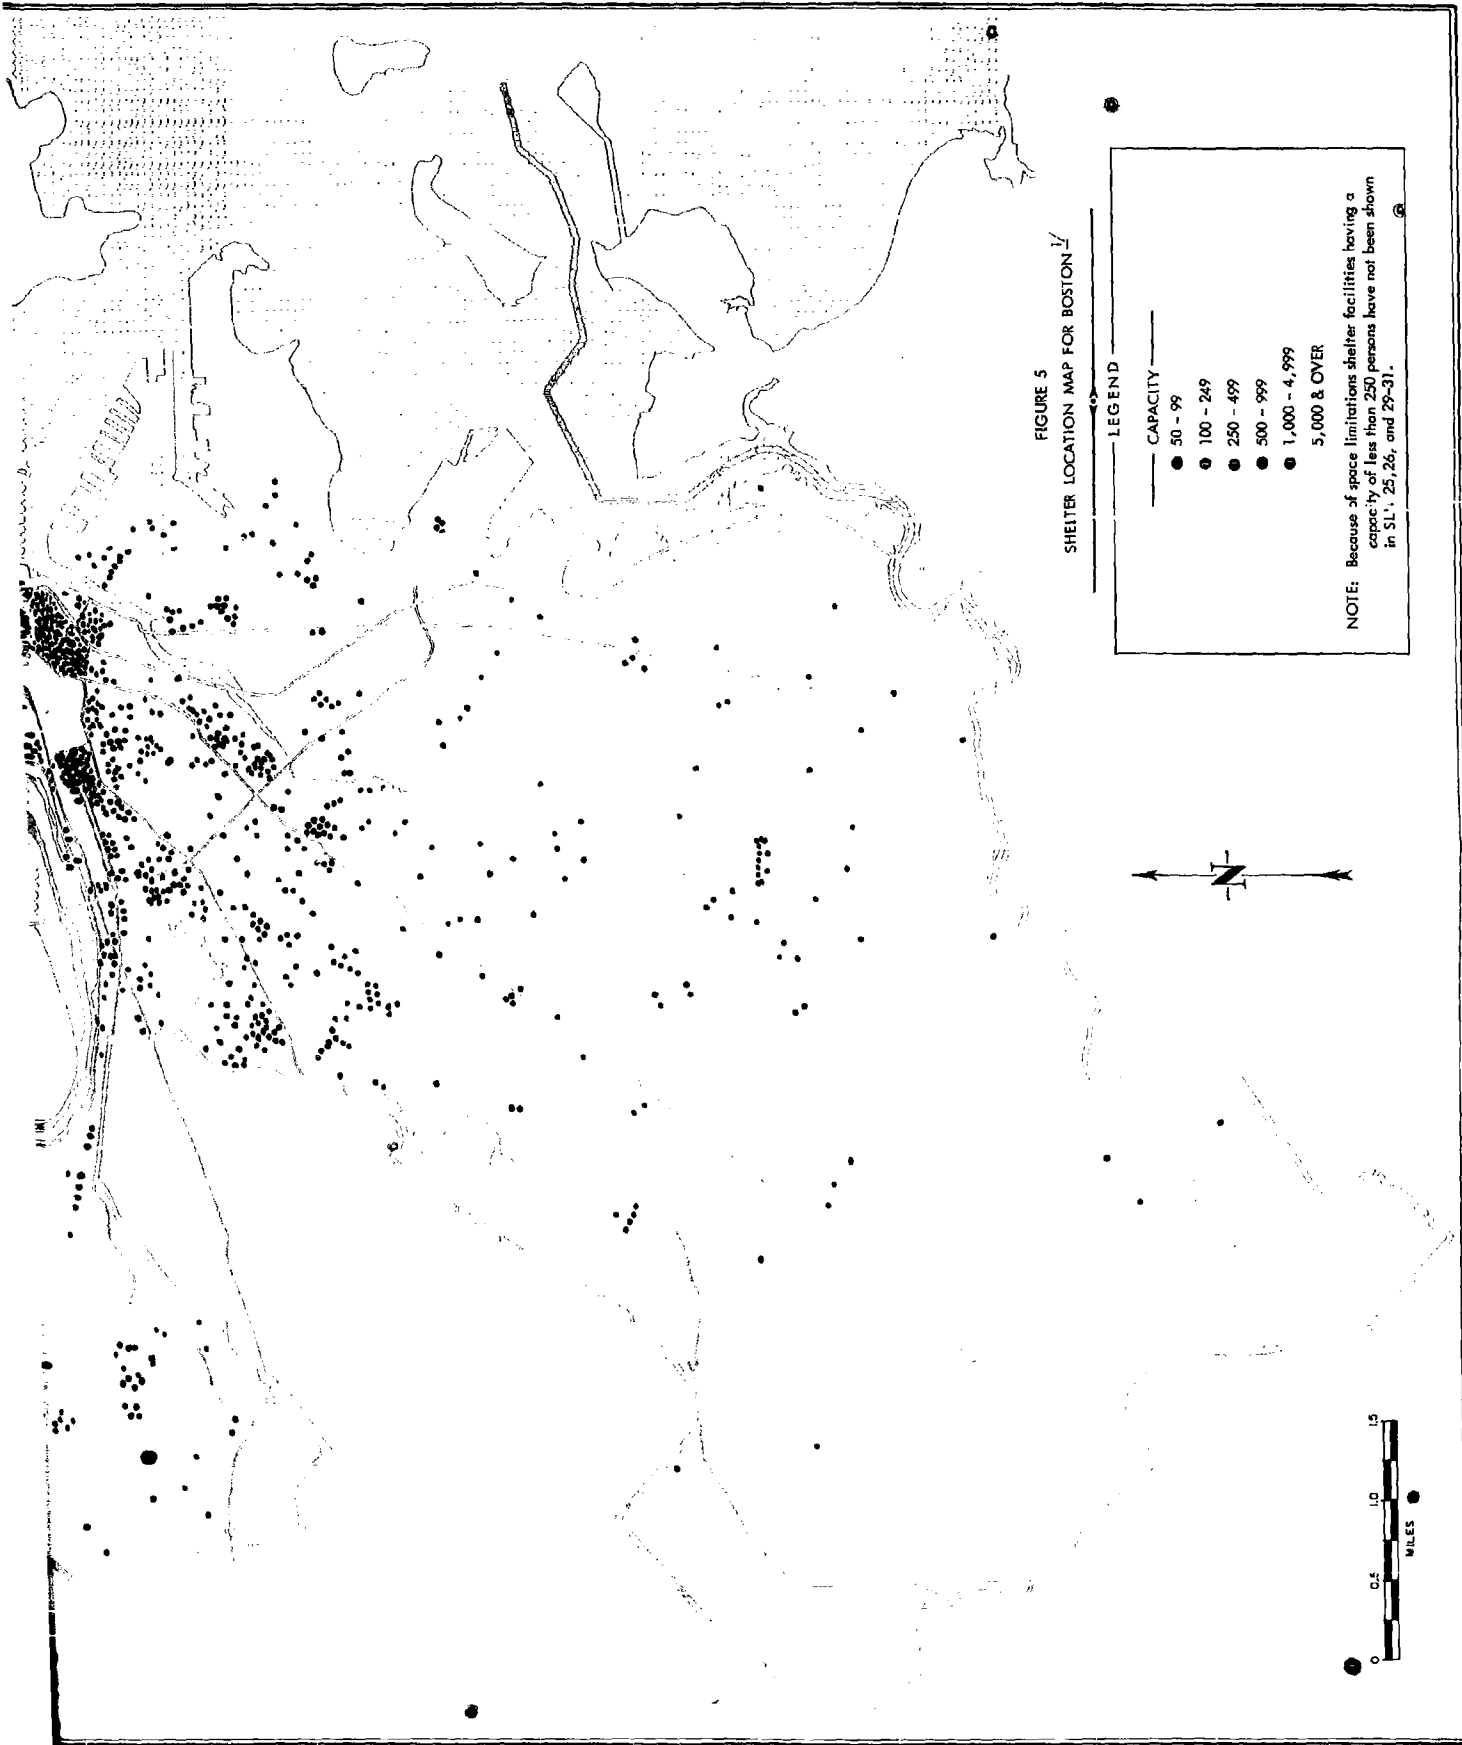 FIGURE 5
SHELTER LOCATION MAP FOR BOSTON 1/
LEGEND
CAPACITY
50 - 99
100 - 249
250 - 499
500 - 999
1,000 - 4,999
5,000 & OVER
NOTE: Because of space limitations shelter facilities having a
capacity of less than 250 persons have not been shown
in SL', 25,26, and 29-31.
N
0 0.5 1.0 1.5
MILES